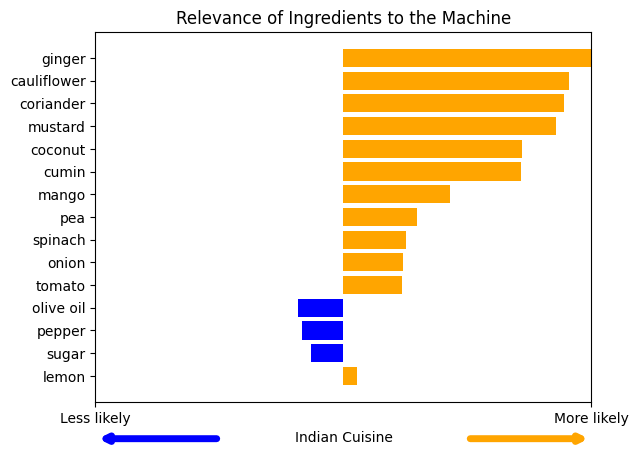 Relevance of Ingredients to the Machine
ginger
cauliflower
coriander
mustard
coconut
cumin
mango
pea
spinach
onion
tomato
olive oil
pepper
sugar
lemon
Less likely
More likely
Indian Cuisine